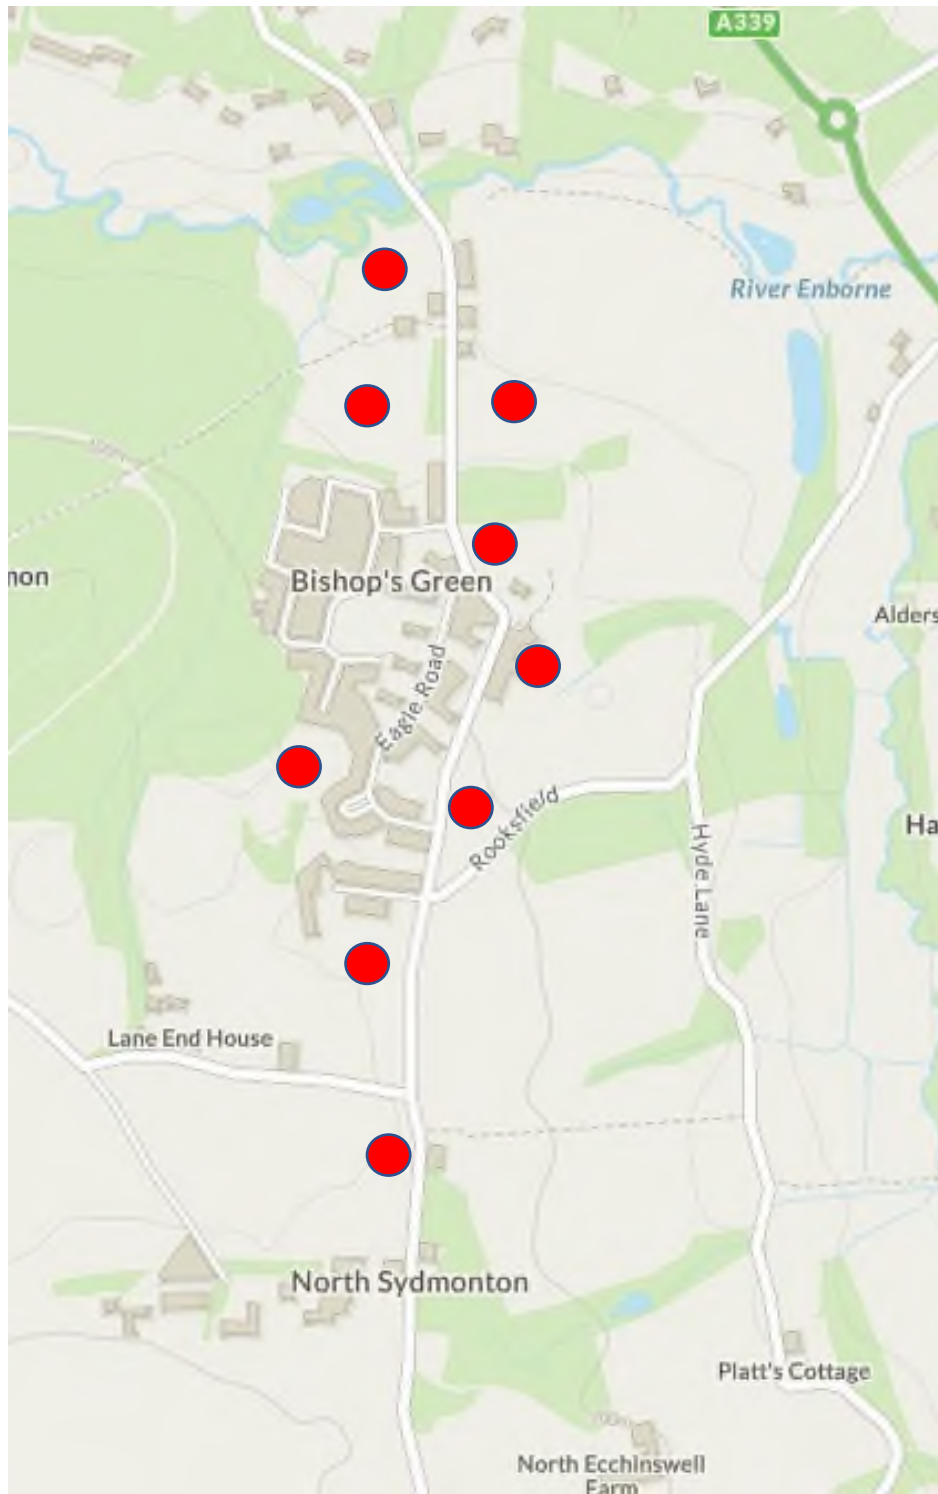 A339
River Enborne
Bishop's Green
non
Alders
Eagle Road
Rooksfield
Ha
Hyde Lane
Lane End House
North Sydmonton
Platt's Cottage
North Ecchinswell
Farm